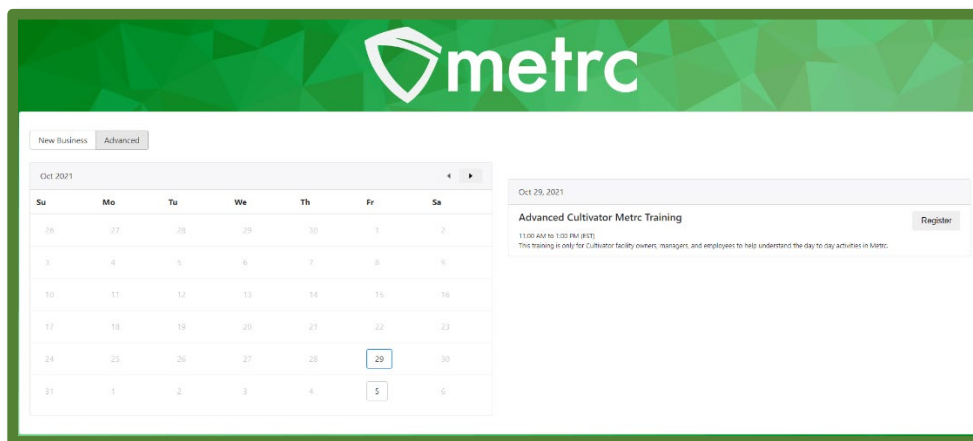 metrc
New Business Advanced
Oct 2021
Su Mo Tu We Th Fr Sa
26 27 28 29 30 1 2
3 4 5 6 7 8 9
10 11 12 13 14 15 16
17 18 19 20 21 22 23
24 25 26 27 28 29 30
31 1 2 3 4 5 6
Oct 29, 2021
Advanced Cultivator Metrc Training
Register
11:00 AM to 1:00 PM (EST)
This training is only for Cultivator facility owners, managers, and employees to help understand the day to day activities in Metrc.